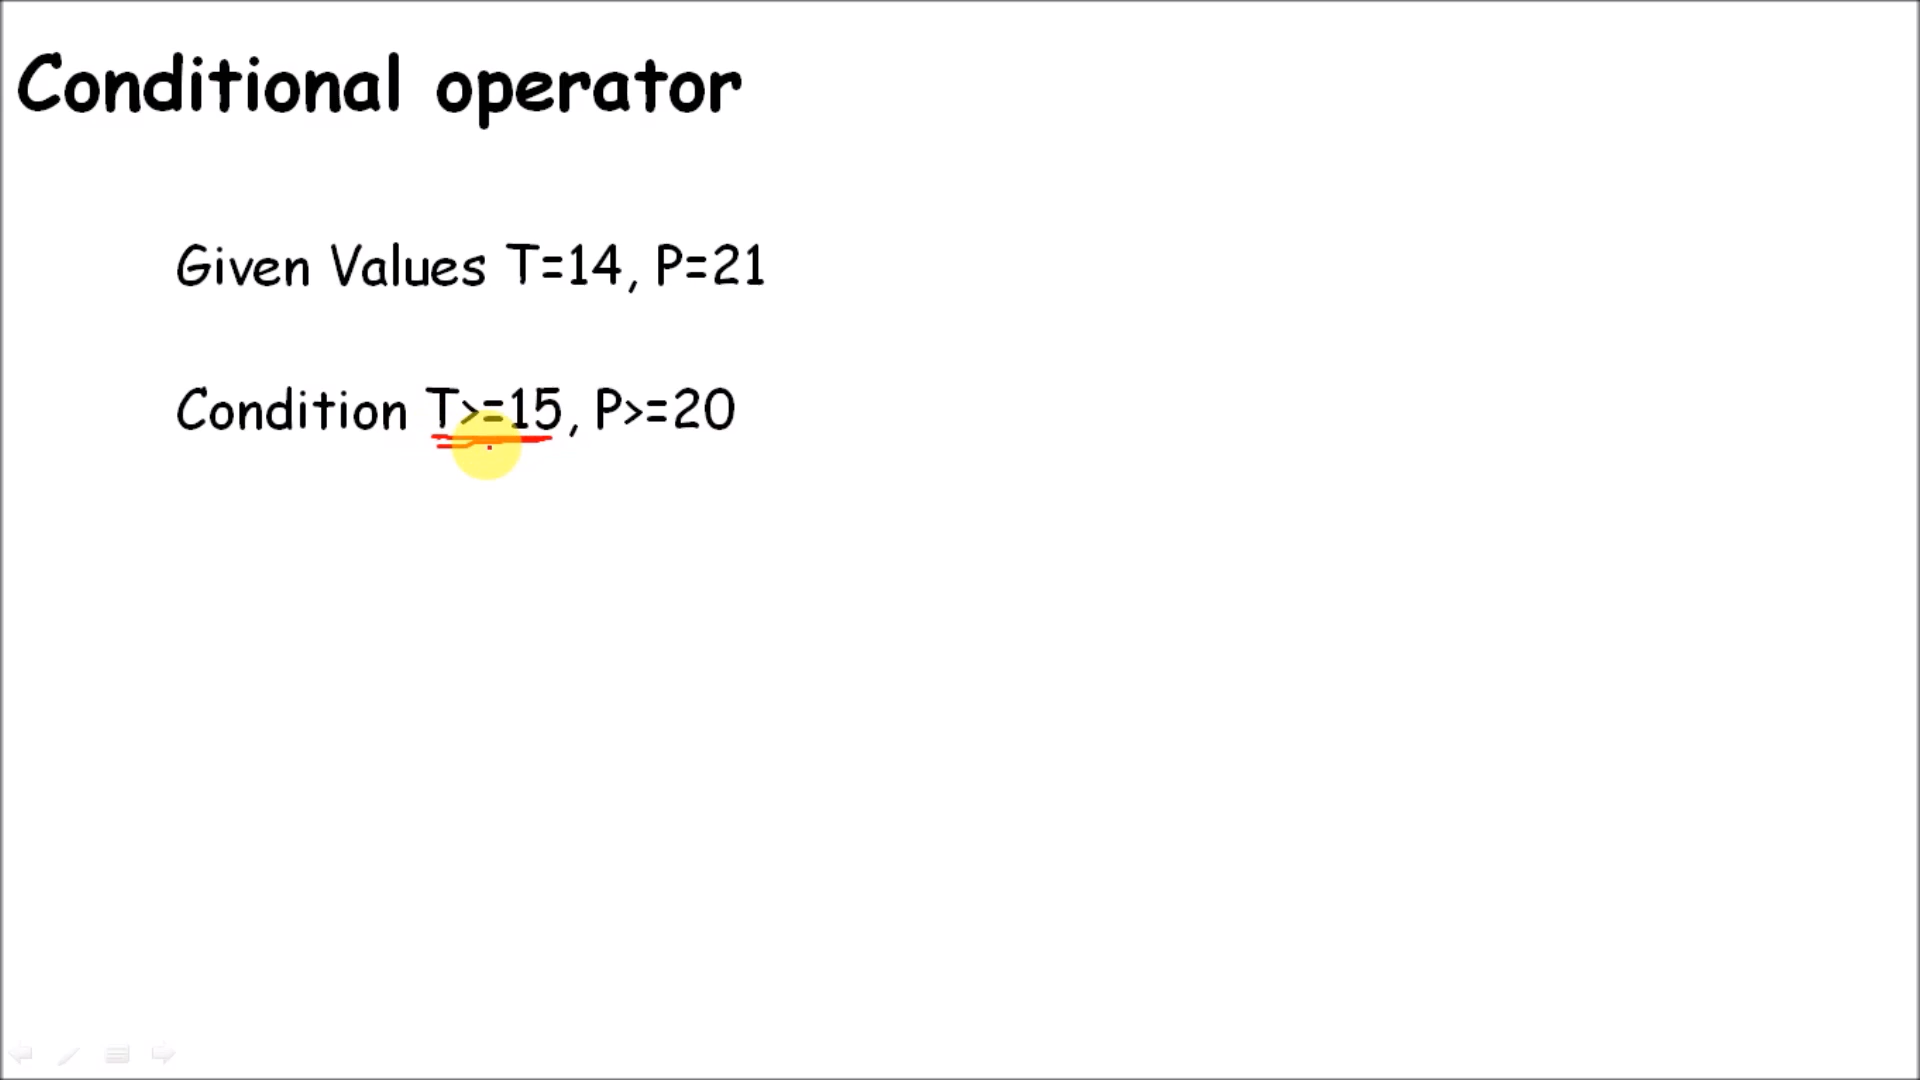 Conditional operator
Given Values T=14, P=21
Condition T>=15, P>=20